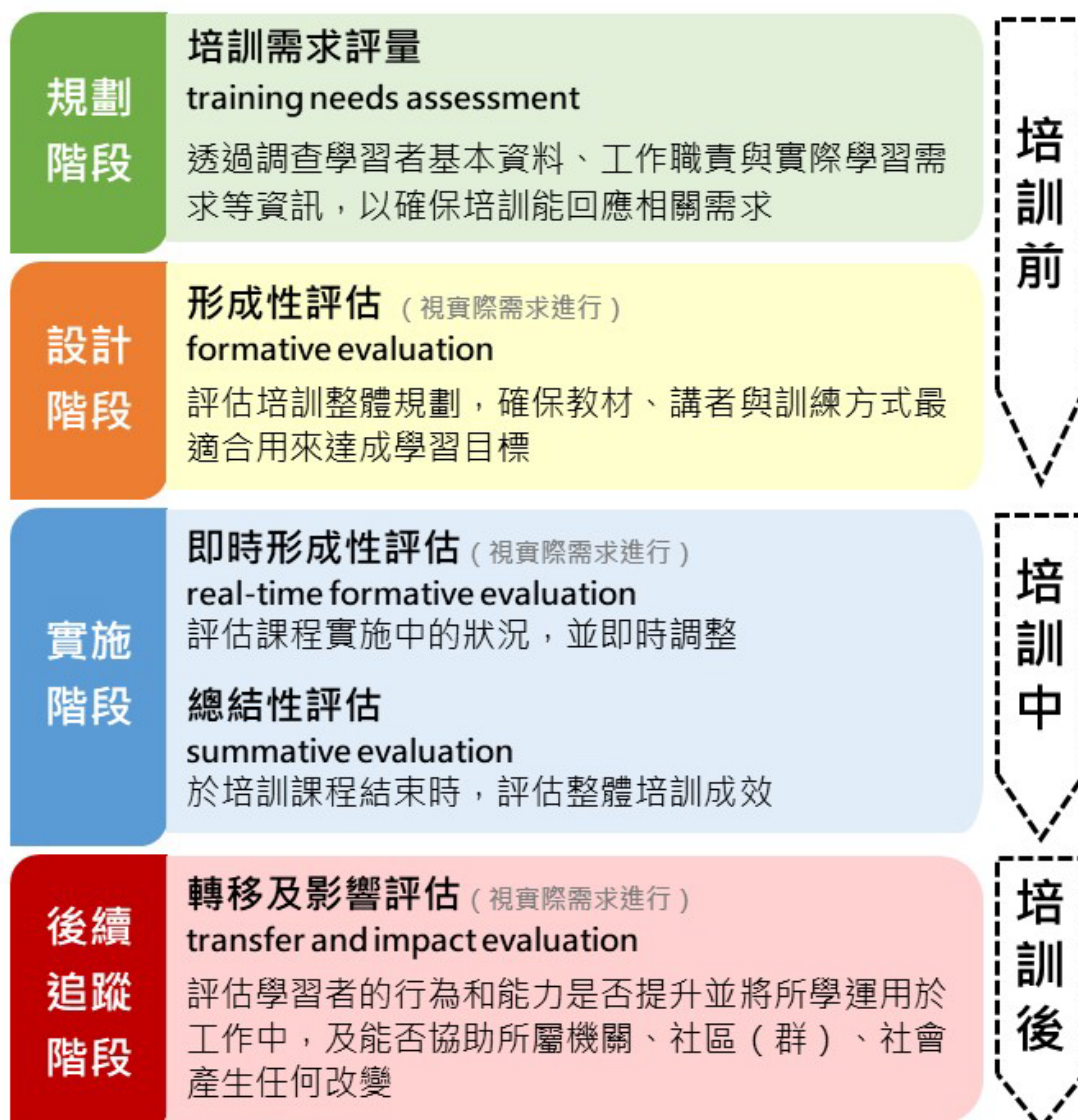 規劃
階段
培訓需求評量
training needs assessment
透過調查學習者基本資料、工作職責與實際學習需
求等資訊，以確保培訓能回應相關需求
設計
階段
形成性評估（視實際需求進行）
formative evaluation
評估培訓整體規劃，確保教材、講者與訓練方式最
適合用來達成學習目標
培訓前
實施
階段
即時形成性評估（視實際需求進行）
real-time formative evaluation
評估課程實施中的狀況，並即時調整
總結性評估
summative evaluation
於培訓課程結束時，評估整體培訓成效
培訓中
後續
追蹤
階段
轉移及影響評估（視實際需求進行）
transfer and impact evaluation
評估學習者的行為和能力是否提升並將所學運用於
工作中，及能否協助所屬機關、社區（群）、社會
產生任何改變
培訓後